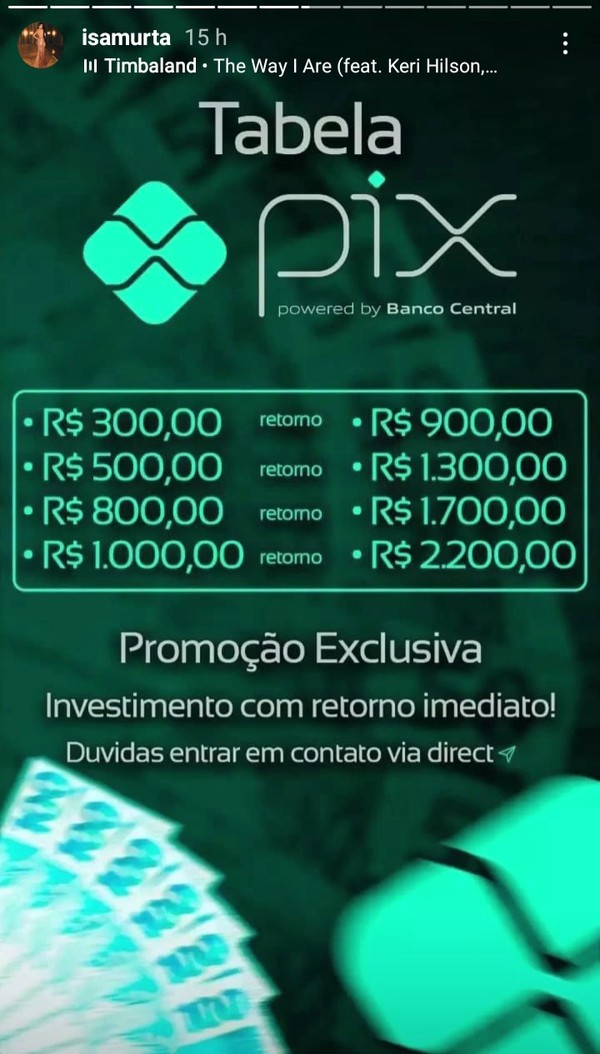 isamurta 15 h
Timbaland • The Way I Are (feat. Keri Hilson,...
Tabela
pix
powered by Banco Central
• R$ 300,00 retorno • R$ 900,00
• R$ 500,00 retorno • R$ 1.300,00
• R$ 800,00 retorno • R$ 1.700,00
• R$ 1.000,00 retorno • R$ 2.200,00
Promoção Exclusiva
Investimento com retorno imediato!
Duvidas entrar em contato via direct